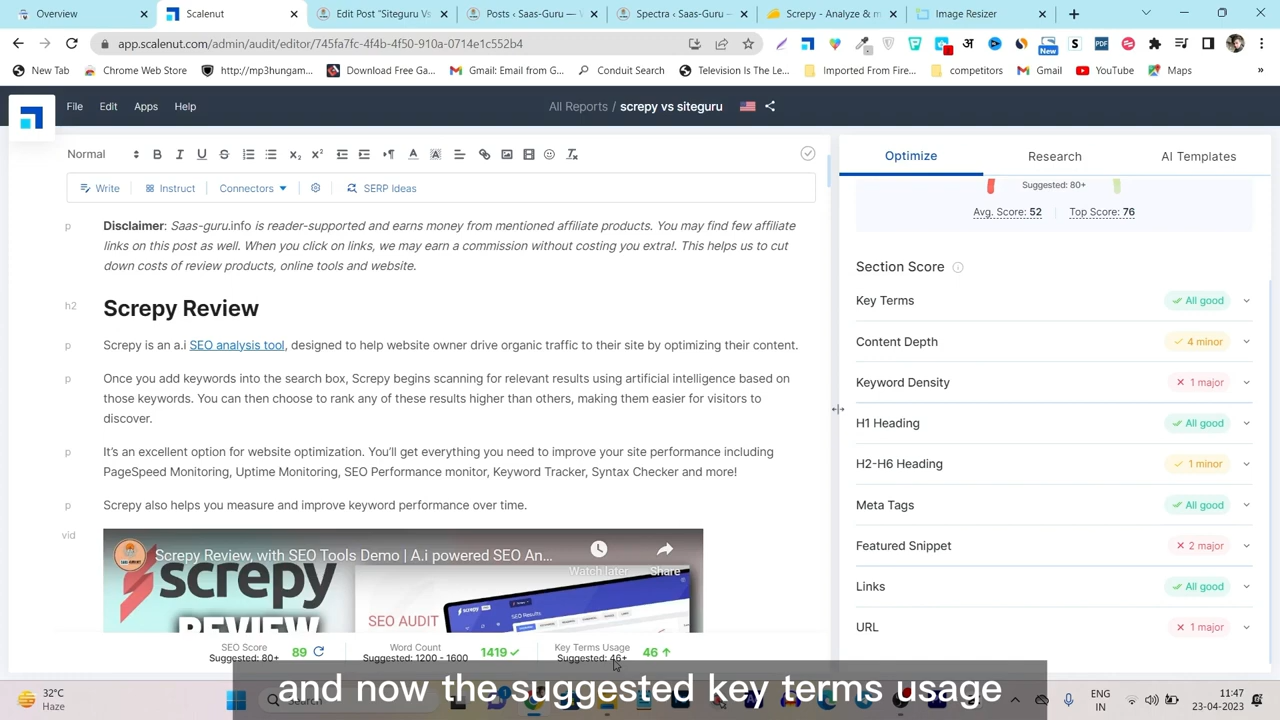 Overview
Scalenut
Edit Post "Siteguru Vs
Posts ‹ Saas-Guru — 
Spectra ‹ Saas-Guru —
Screpy - Analyze & m
Image Resizer
app.scalenut.com/admin/audit/editor/745f67fc-4f4b-4f50-910a-0714e1c552b4
New Tab
Chrome Web Store
http://mp3hungam...
Download Free Ga...
Gmail: Email from G...
Conduit Search
Television Is The Le...
Imported From Fire...
competitors
Gmail
YouTube
Maps
»
File Edit Apps Help
All Reports / screpy vs siteguru
Normal
Write Instruct Connectors SERP Ideas
p
Disclaimer: Saas-guru.info is reader-supported and earns money from mentioned affiliate products. You may find few affiliate
links on this post as well. When you click on links, we may earn a commission without costing you extra!. This helps us to cut
down costs of review products, online tools and website.
h2
Screpy Review
p
Screpy is an a.i SEO analysis tool, designed to help website owner drive organic traffic to their site by optimizing their content.
p
Once you add keywords into the search box, Screpy begins scanning for relevant results using artificial intelligence based on
those keywords. You can then choose to rank any of these results higher than others, making them easier for visitors to
discover.
p
It's an excellent option for website optimization. You'll get everything you need to improve your site performance including
PageSpeed Monitoring, Uptime Monitoring, SEO Performance monitor, Keyword Tracker, Syntax Checker and more!
p
Screpy also helps you measure and improve keyword performance over time.
vid
Screpy Review, with SEO Tools Demo | A.i powered SEO An...
Watch later
Share
screpy
REVIEW
SEO AUDIT
SEO Results
SEO Score
Suggested: 80+
89
Word Count
Suggested: 1200 - 1600
1419
Key Terms Usage
Suggested: 46+
46
Optimize
Research
AI Templates
Suggested: 80+
Avg. Score: 52
Top Score: 76
Section Score
Key Terms
All good
Content Depth
4 minor
Keyword Density
1 major
H1 Heading
All good
H2-H6 Heading
1 minor
Meta Tags
All good
Featured Snippet
2 major
Links
All good
URL
1 major
and now the suggested key terms usage
32°C
Haze
Search
ENG
IN
11:47
23-04-2023